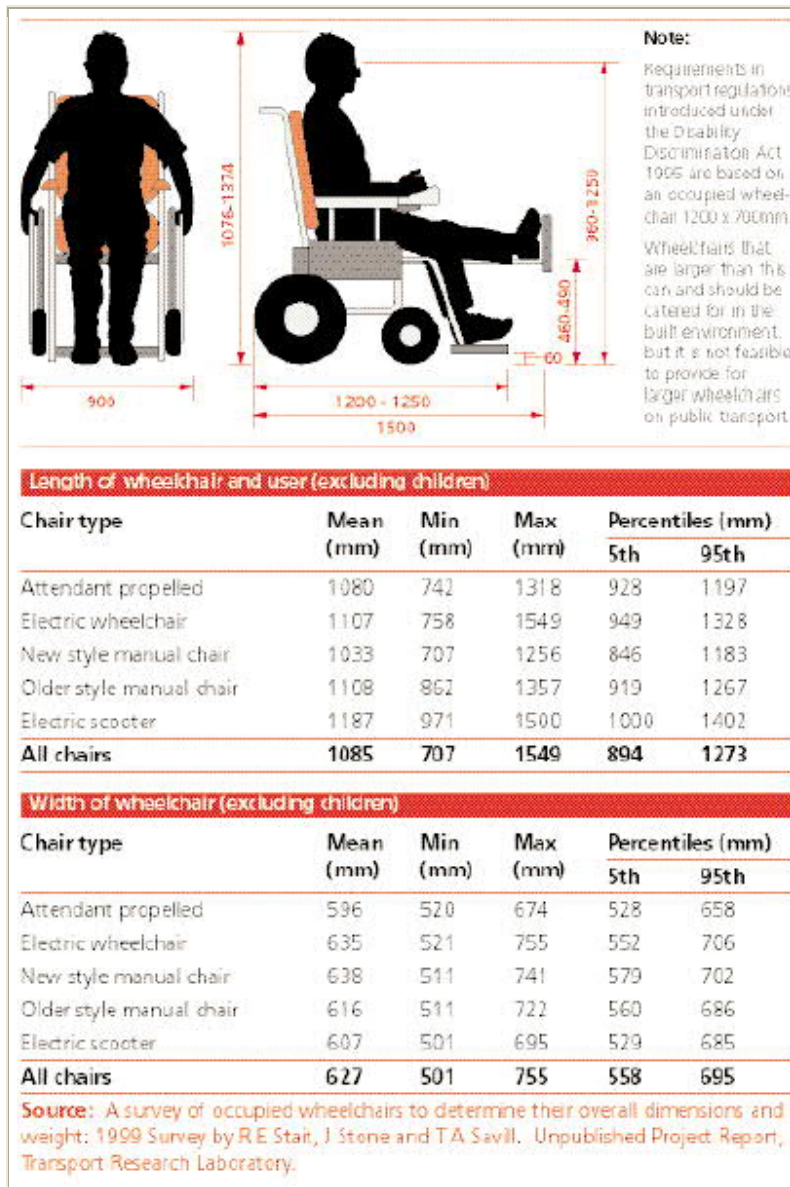 Note:
Requirements in
transport regulations
introduced under
the Disability
Discrimination Act
1995 are based on
an occupied wheel-
chair 1200 x 700mm
Wheelchairs that
are larger than this
can and should be
catered for in the
built environment,
but it is not feasible
to provide for
larger wheelchairs
on public transport
1076-1374
960-1250
460-490
60
900
1200 - 1250
1500
Length of wheelchair and user (excluding children)
Chair type Mean (mm) Min (mm) Max (mm) Percentiles (mm)
5th 95th
Attendant propelled 1080 742 1318 928 1197
Electric wheelchair 1107 758 1549 949 1328
New style manual chair 1033 707 1256 846 1183
Older style manual chair 1108 862 1357 919 1267
Electric scooter 1187 971 1500 1000 1402
All chairs 1085 707 1549 894 1273
Width of wheelchair (excluding children)
Chair type Mean (mm) Min (mm) Max (mm) Percentiles (mm)
5th 95th
Attendant propelled 596 520 674 528 658
Electric wheelchair 635 521 755 552 706
New style manual chair 638 511 741 579 702
Older style manual chair 616 511 722 560 686
Electric scooter 607 501 695 529 685
All chairs 627 501 755 558 695
Source: A survey of occupied wheelchairs to determine their overall dimensions and
weight: 1999 Survey by R E Stait, J Stone and T A Savill. Unpublished Project Report,
Transport Research Laboratory.